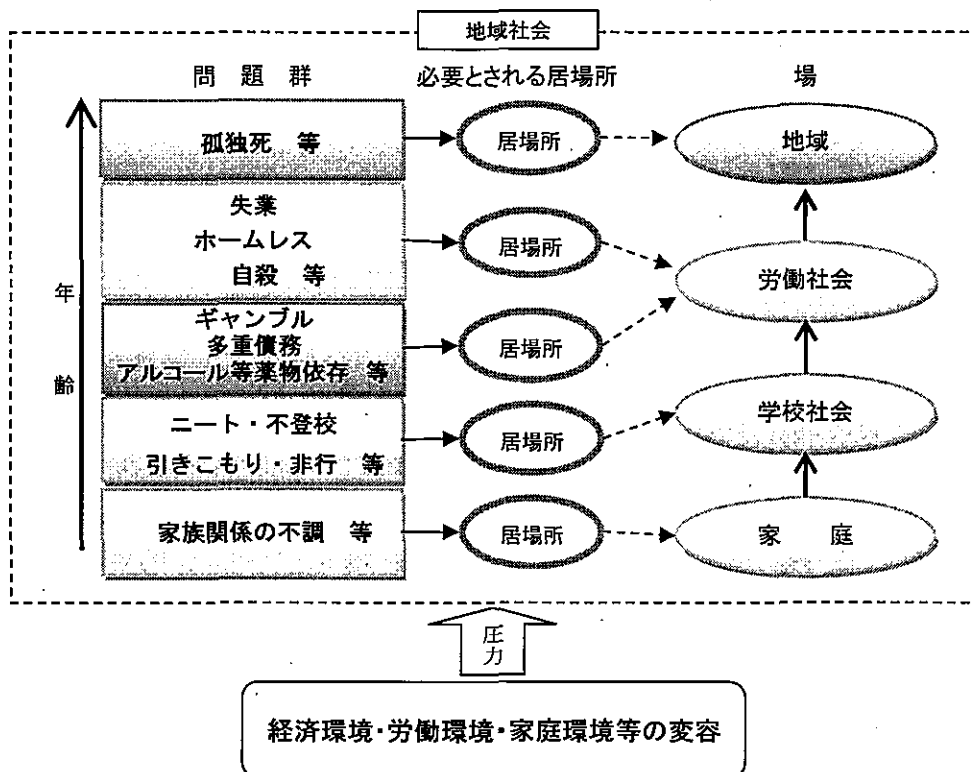 地域社会
問題群
必要とされる居場所
場
年齢
孤独死 等
居場所
地域
失業
ホームレス
自殺 等
居場所
労働社会
ギャンブル
多重債務
アルコール等薬物依存 等
居場所
ニート・不登校
引きこもり・非行 等
居場所
学校社会
家族関係の不調 等
居場所
家庭
圧力
経済環境・労働環境・家庭環境等の変容